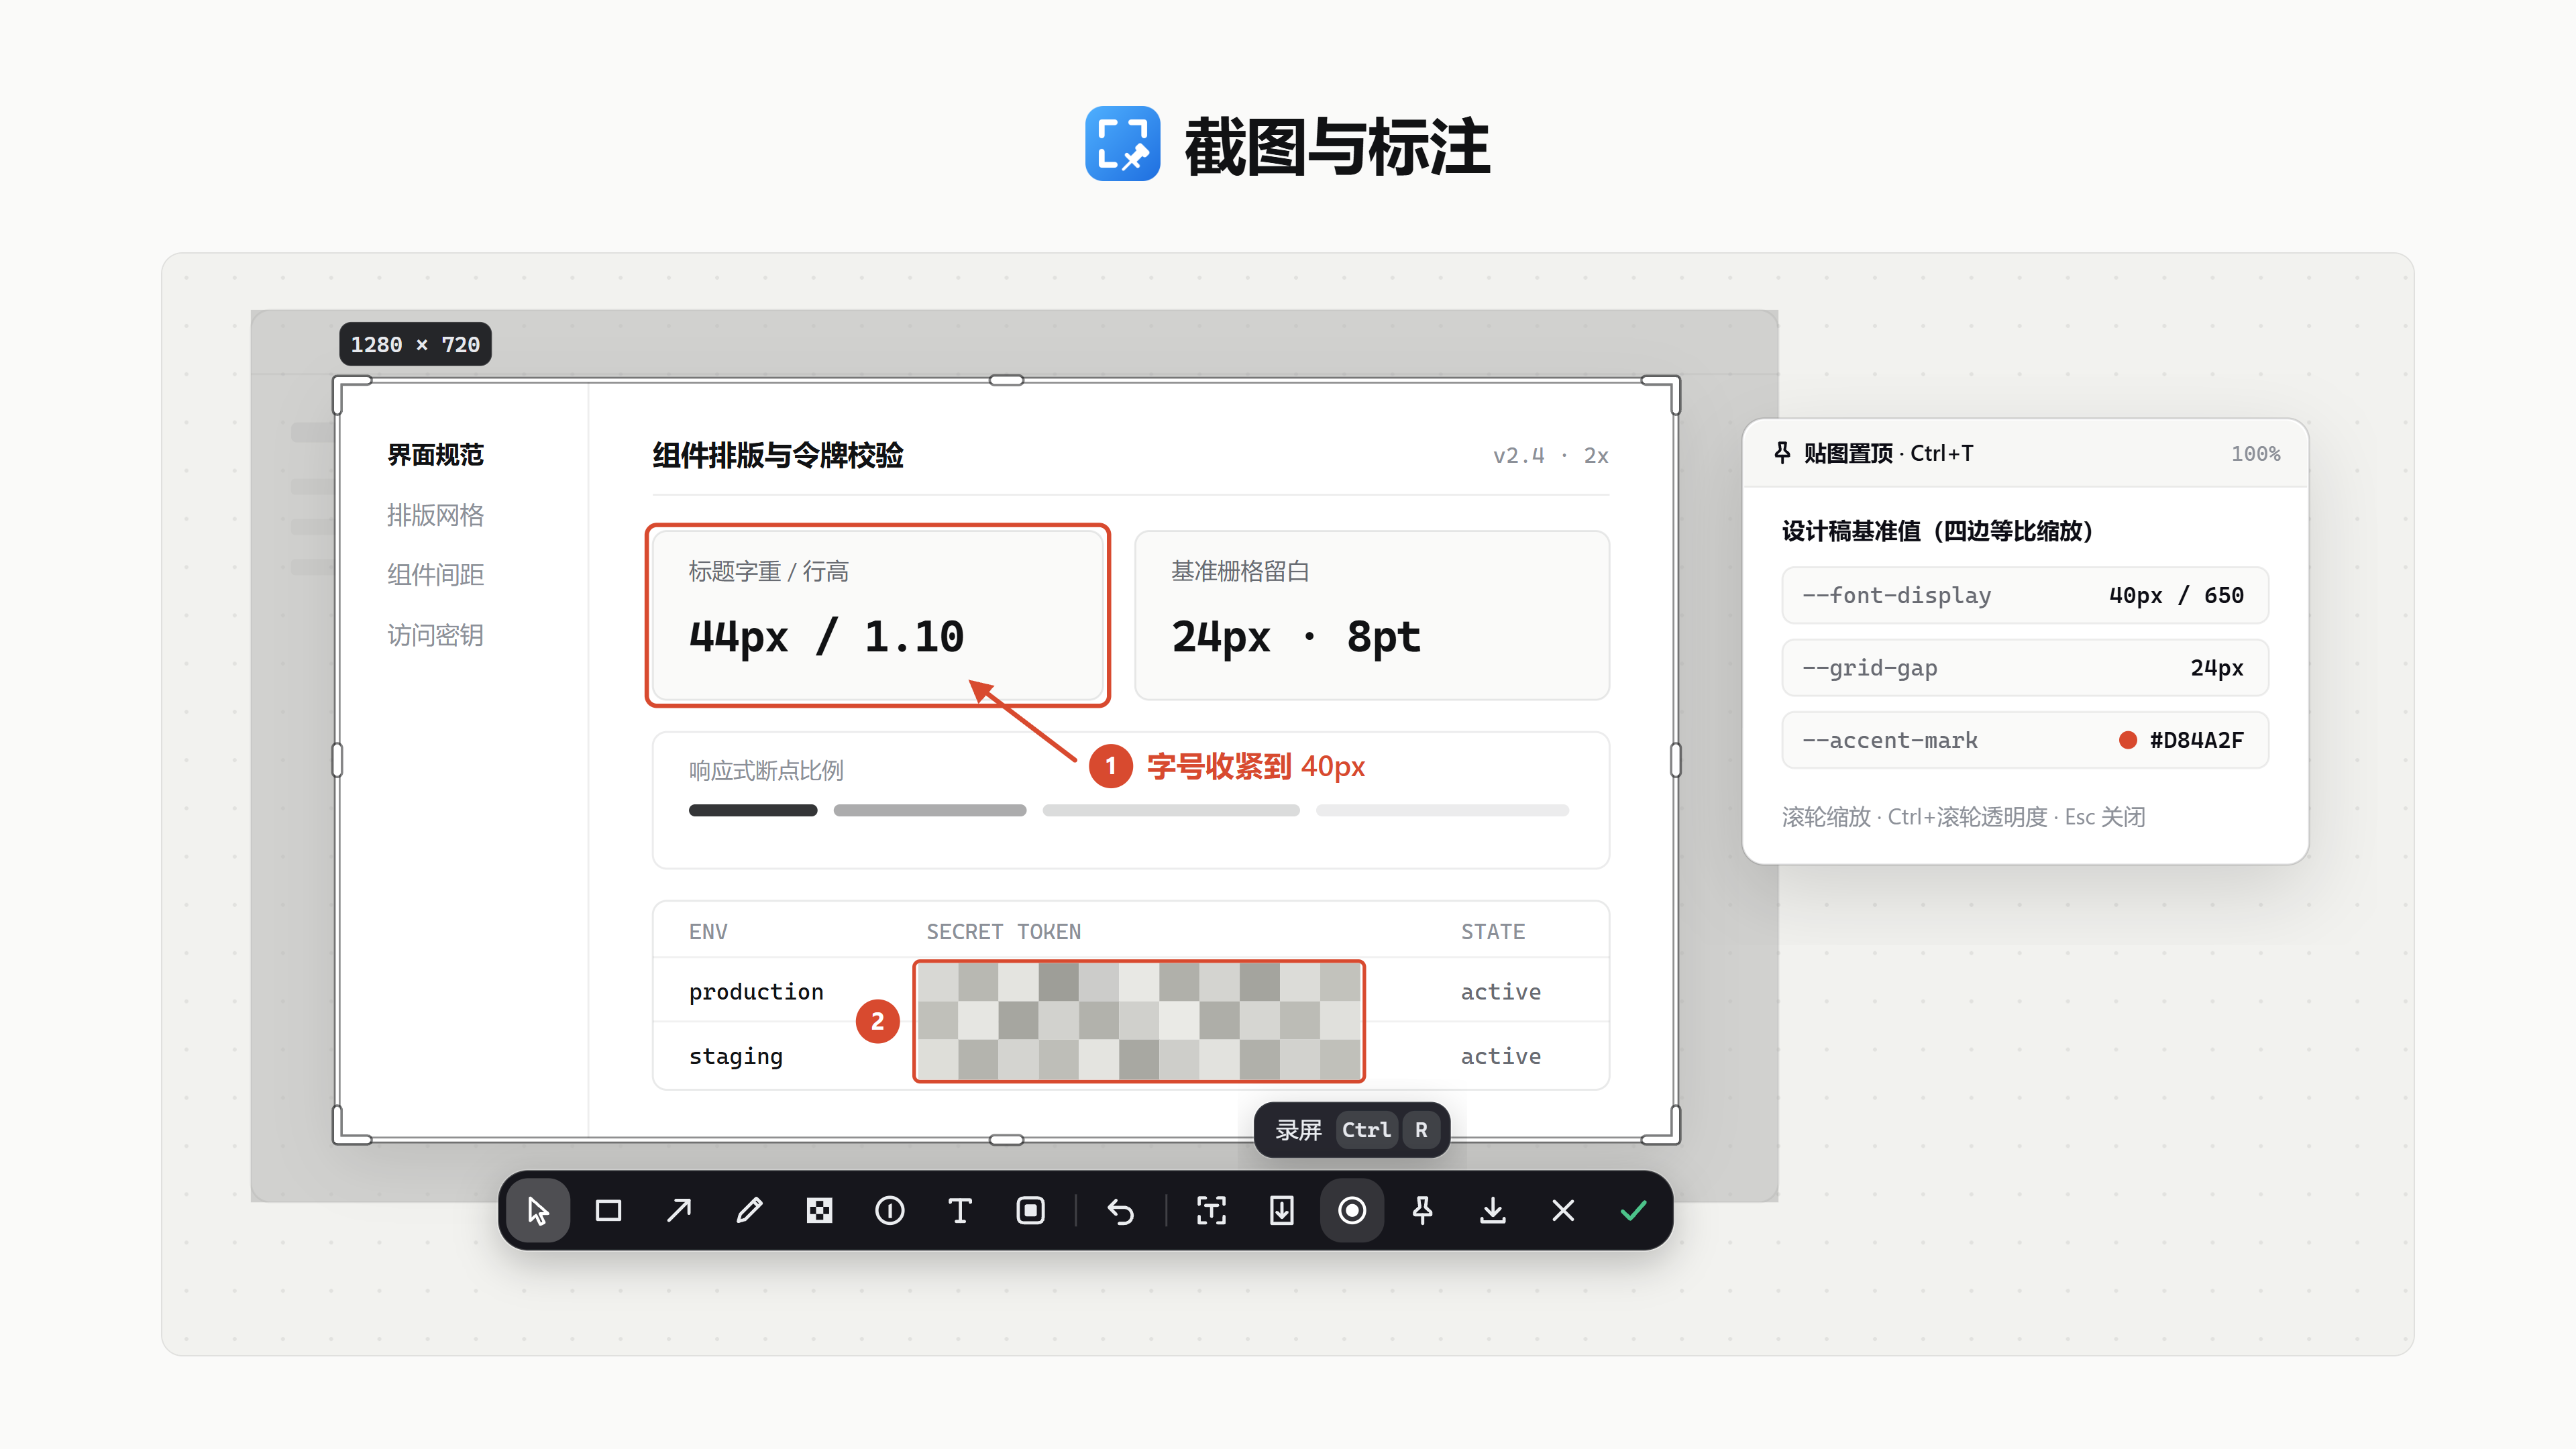 截图与标注
1280 × 720
界面规范
排版网格
组件间距
访问密钥
组件排版与令牌校验
v2.4 · 2x
标题字重 / 行高
44px / 1.10
基准栅格留白
24px · 8pt
响应式断点比例
1 字号收紧到 40px
ENV SECRET TOKEN STATE
production active
2
staging active
录屏 Ctrl R
贴图置顶 · Ctrl+T 100%
设计稿基准值（四边等比缩放）
--font-display 40px / 650
--grid-gap 24px
--accent-mark #D84A2F
滚轮缩放 · Ctrl+滚轮透明度 · Esc 关闭